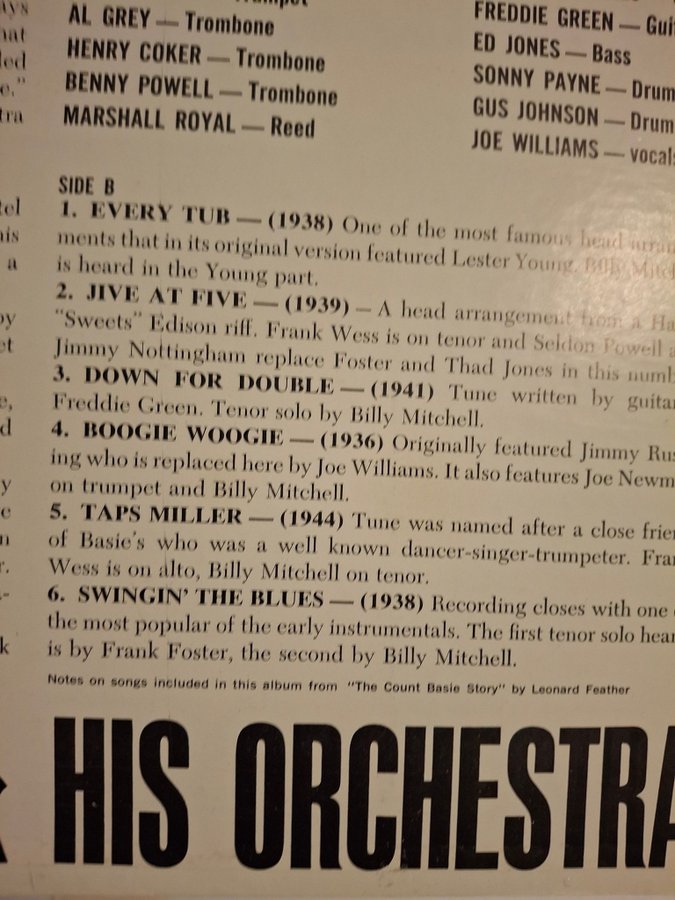 AL GREY — Trombone
HENRY COKER — Trombone
BENNY POWELL — Trombone
MARSHALL ROYAL — Reed
FREDDIE GREEN — Gui
ED JONES — Bass
SONNY PAYNE — Drum
GUS JOHNSON — Drum
JOE WILLIAMS — vocal
SIDE B
1. EVERY TUB — (1938) One of the most famous head arran
ments that in its original version featured Lester Young. Billy Mitchel
is heard in the Young part.
2. JIVE AT FIVE — (1939) — A head arrangement from a Ha
"Sweets" Edison riff. Frank Wess is on tenor and Seldon Powell a
Jimmy Nottingham replace Foster and Thad Jones in this numb
3. DOWN FOR DOUBLE — (1941) Tune written by guita
Freddie Green. Tenor solo by Billy Mitchell.
4. BOOGIE WOOGIE — (1936) Originally featured Jimmy Rus
ing who is replaced here by Joe Williams. It also features Joe Newm
on trumpet and Billy Mitchell.
5. TAPS MILLER — (1944) Tune was named after a close frie
of Basie's who was a well known dancer-singer-trumpeter. Fra
Wess is on alto, Billy Mitchell on tenor.
6. SWINGIN' THE BLUES — (1938) Recording closes with one
the most popular of the early instrumentals. The first tenor solo hear
is by Frank Foster, the second by Billy Mitchell.
Notes on songs included in this album from "The Count Basie Story" by Leonard Feather
HIS ORCHESTRA